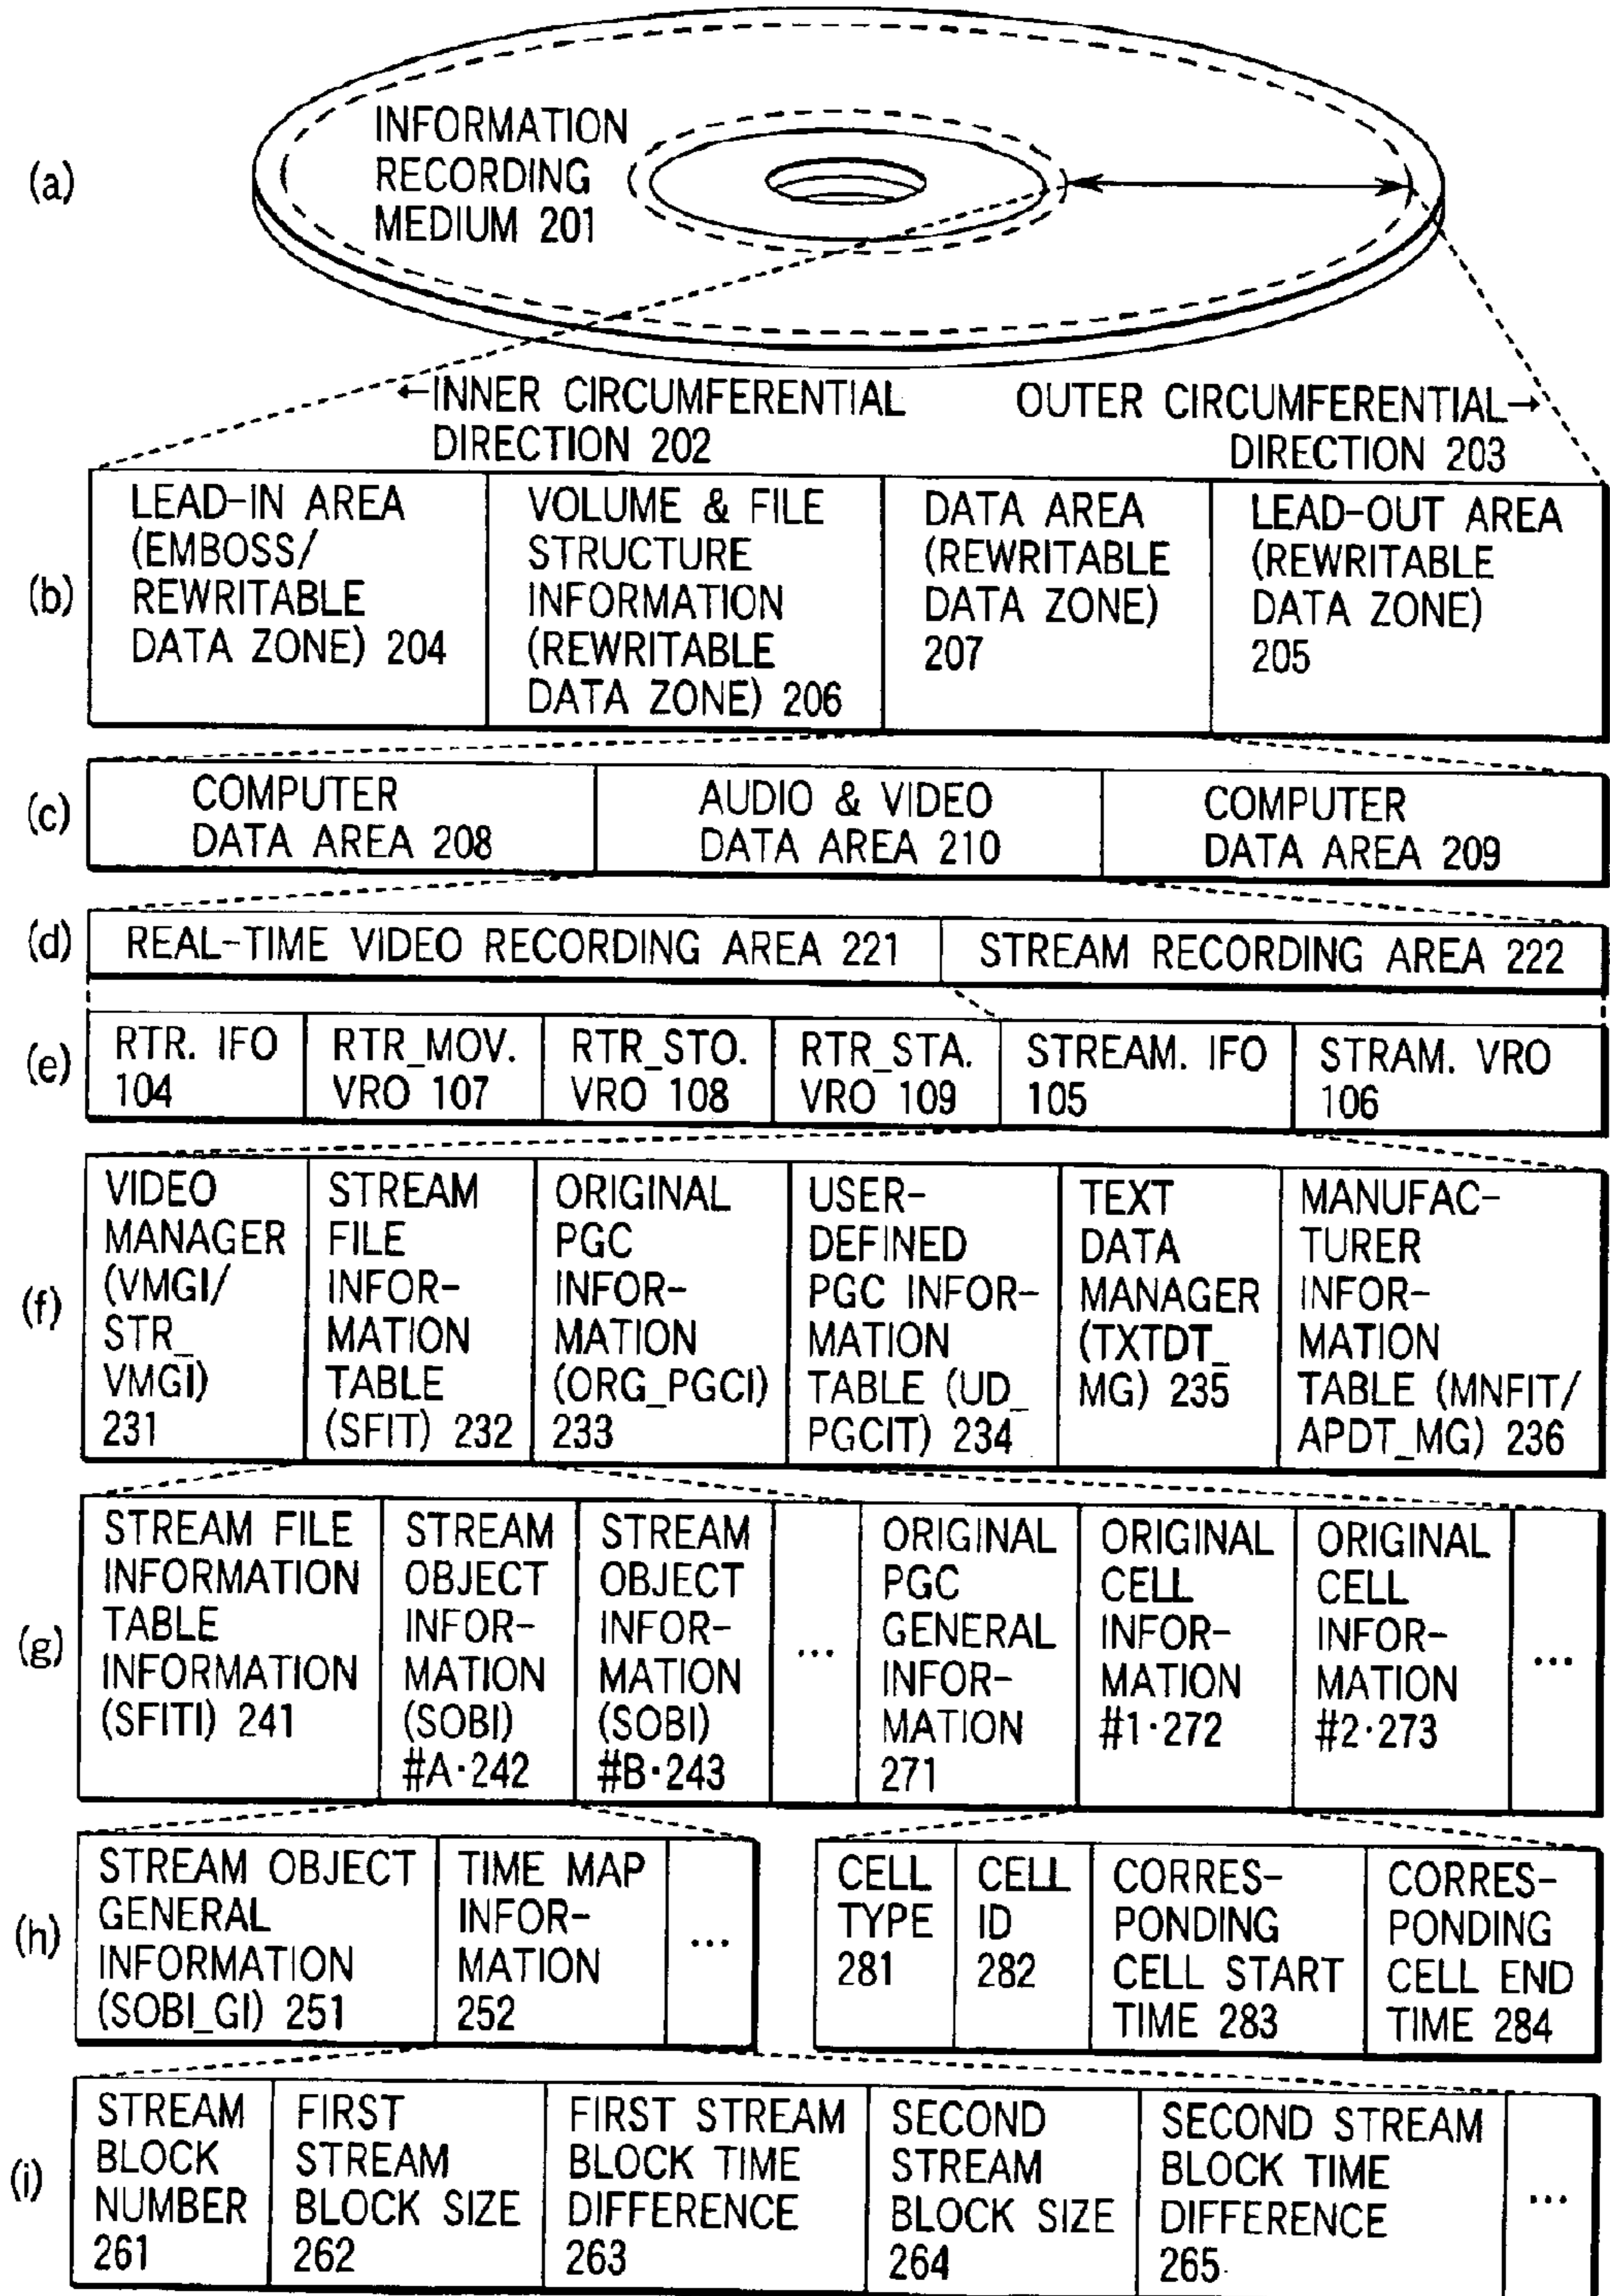 (a)
INFORMATION
RECORDING
MEDIUM 201
←INNER CIRCUMFERENTIAL
DIRECTION 202
OUTER CIRCUMFERENTIAL→
DIRECTION 203
(b)
LEAD-IN AREA
(EMBOSS/
REWRITABLE
DATA ZONE) 204
VOLUME & FILE
STRUCTURE
INFORMATION
(REWRITABLE
DATA ZONE) 206
DATA AREA
(REWRITABLE
DATA ZONE)
207
LEAD-OUT AREA
(REWRITABLE
DATA ZONE)
205
(c)
COMPUTER
DATA AREA 208
AUDIO & VIDEO
DATA AREA 210
COMPUTER
DATA AREA 209
(d)
REAL-TIME VIDEO RECORDING AREA 221
STREAM RECORDING AREA 222
(e)
RTR. IFO
104
RTR_MOV.
VRO 107
RTR_STO.
VRO 108
RTR_STA.
VRO 109
STREAM. IFO
105
STRAM. VRO
106
(f)
VIDEO
MANAGER
(VMGI/
STR_
VMGI)
231
STREAM
FILE
INFOR-
MATION
TABLE
(SFIT) 232
ORIGINAL
PGC
INFOR-
MATION
(ORG_PGCI)
233
USER-
DEFINED
PGC INFOR-
MATION
TABLE (UD_
PGCIT) 234
TEXT
DATA
MANAGER
(TXTDT_
MG) 235
MANUFAC-
TURER
INFOR-
MATION
TABLE (MNFIT/
APDT_MG) 236
(g)
STREAM FILE
INFORMATION
TABLE
INFORMATION
(SFITI) 241
STREAM
OBJECT
INFOR-
MATION
(SOBI)
#A·242
STREAM
OBJECT
INFOR-
MATION
(SOBI)
#B·243
...
ORIGINAL
PGC
GENERAL
INFOR-
MATION
271
ORIGINAL
CELL
INFOR-
MATION
#1·272
ORIGINAL
CELL
INFOR-
MATION
#2·273
...
(h)
STREAM OBJECT
GENERAL
INFORMATION
(SOBI_GI) 251
TIME MAP
INFOR-
MATION
252
...
CELL
TYPE
281
CELL
ID
282
CORRES-
PONDING
CELL START
TIME 283
CORRES-
PONDING
CELL END
TIME 284
(i)
STREAM
BLOCK
NUMBER
261
FIRST
STREAM
BLOCK SIZE
262
FIRST STREAM
BLOCK TIME
DIFFERENCE
263
SECOND
STREAM
BLOCK SIZE
264
SECOND STREAM
BLOCK TIME
DIFFERENCE
265
...